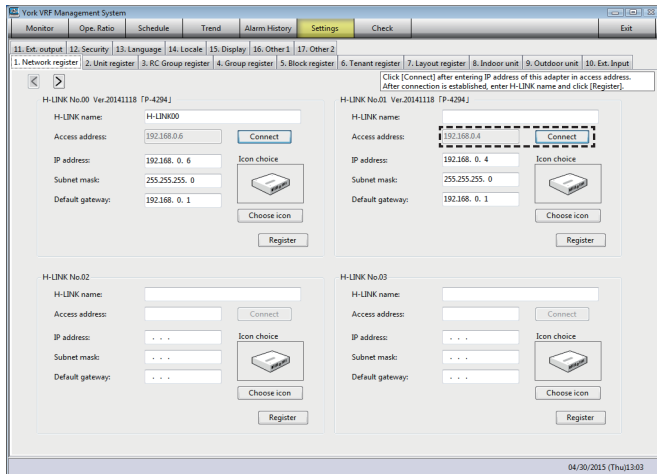 York VRF Management System
Monitor Ope. Ratio Schedule Trend Alarm History Settings Check Exit
11. Ext. output 12. Security 13. Language 14. Locale 15. Display 16. Other 1 17. Other 2
1. Network register 2. Unit register 3. RC Group register 4. Group register 5. Block register 6. Tenant register 7. Layout register 8. Indoor unit 9. Outdoor unit 10. Ext. Input
< >
Click [Connect] after entering IP address of this adapter in access address.
After connection is established, enter H-LINK name and click [Register].
H-LINK No.00 Ver.20141118 「P-4294」
H-LINK name: H-LINK00
Access address: 192.168.0.6 Connect
IP address: 192.168. 0. 6 Icon choice
Subnet mask: 255.255.255. 0
Default gateway: 192.168. 0. 1
Choose icon
Register
H-LINK No.01 Ver.20141118 「P-4294」
H-LINK name:
Access address: 192.168.0.4 Connect
IP address: 192.168. 0. 4 Icon choice
Subnet mask: 255.255.255. 0
Default gateway: 192.168. 0. 1
Choose icon
Register
H-LINK No.02
H-LINK name:
Access address: Connect
IP address: . . . Icon choice
Subnet mask: . . .
Default gateway: . . .
Choose icon
Register
H-LINK No.03
H-LINK name:
Access address: Connect
IP address: . . . Icon choice
Subnet mask: . . .
Default gateway: . . .
Choose icon
Register
04/30/2015 (Thu)13:03